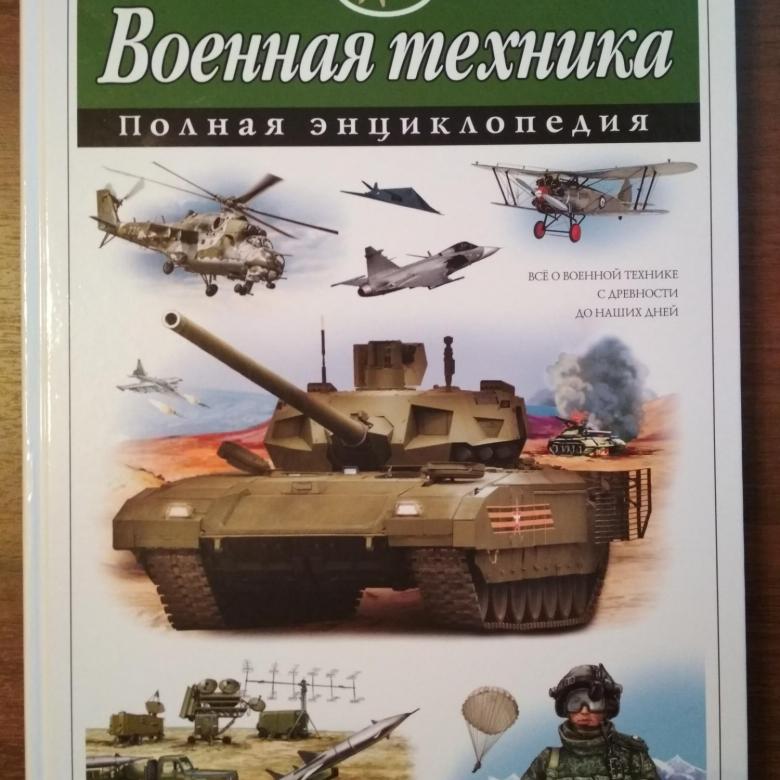 Военная техника
Полная энциклопедия
ВСЁ О ВОЕННОЙ ТЕХНИКЕ
С ДРЕВНОСТИ
ДО НАШИХ ДНЕЙ